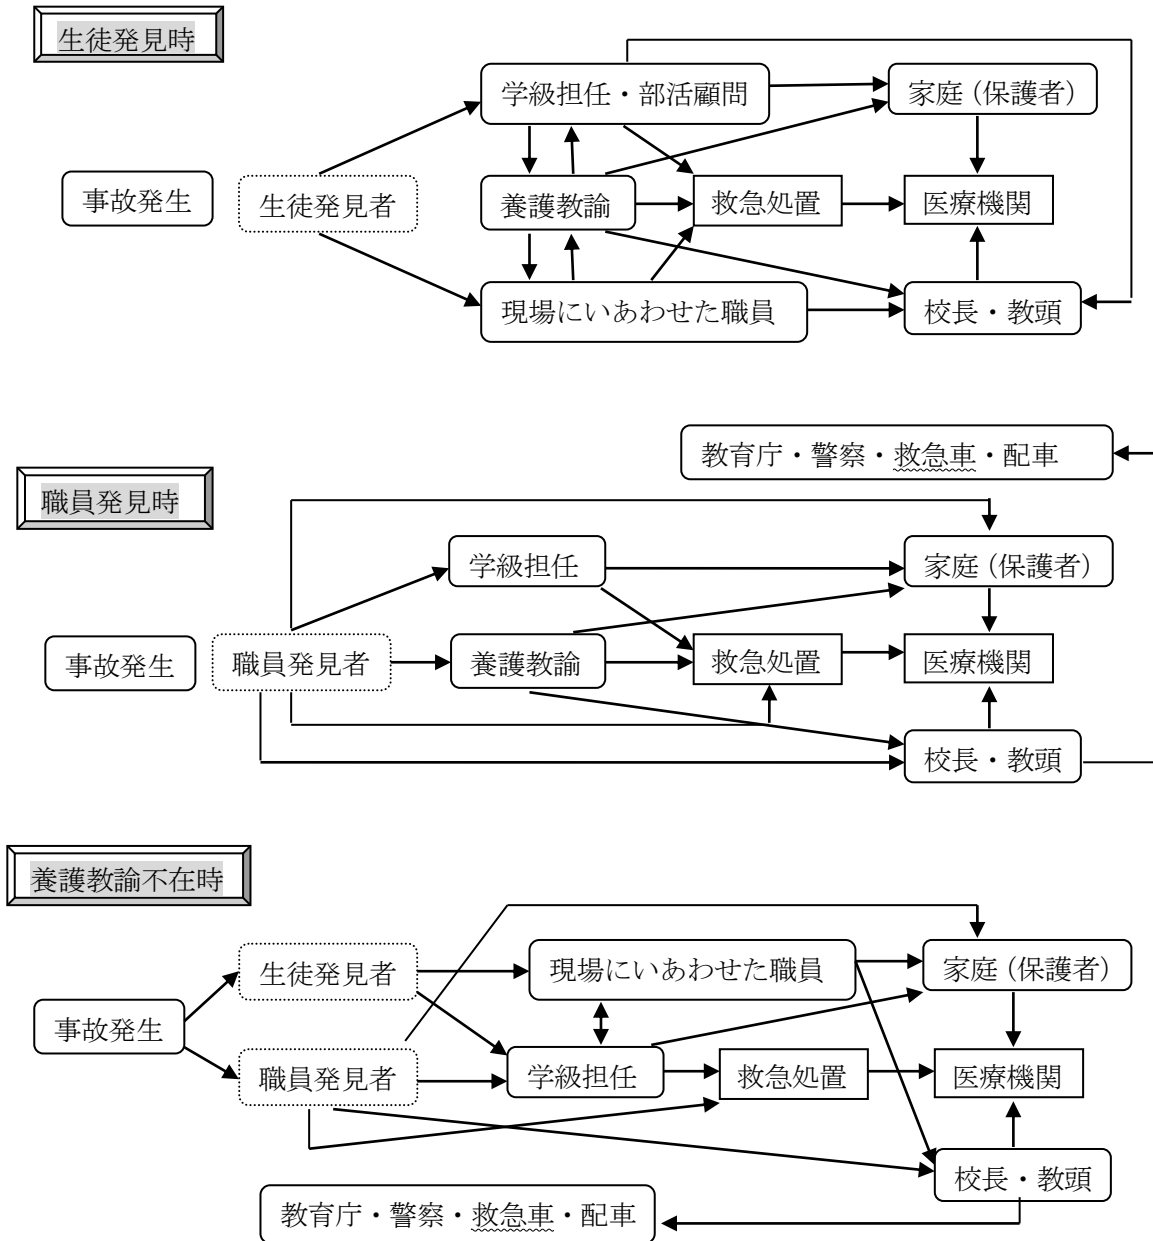 生徒発見時
学級担任・部活顧問
家庭（保護者）
事故発生
生徒発見者
養護教諭
救急処置
医療機関
現場にいあわせた職員
校長・教頭
教育庁・警察・救急車・配車
職員発見時
学級担任
家庭（保護者）
事故発生
職員発見者
養護教諭
救急処置
医療機関
校長・教頭
養護教諭不在時
生徒発見者
現場にいあわせた職員
家庭（保護者）
事故発生
職員発見者
学級担任
救急処置
医療機関
校長・教頭
教育庁・警察・救急車・配車